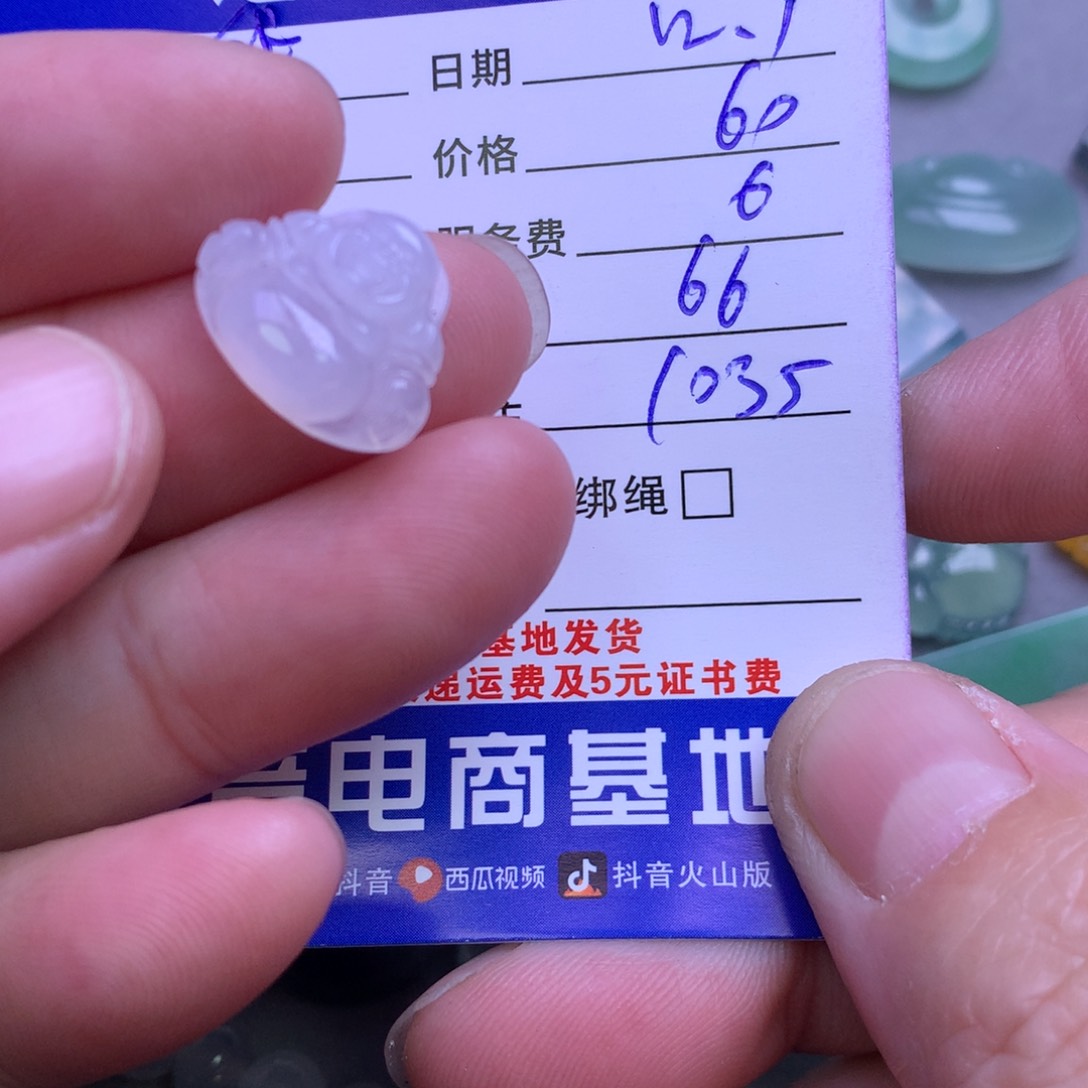 日期 12.1
价格 60
服务费 6
66
1035
绑绳
基地发货
递运费及5元证书费
电商基地
抖音 西瓜视频 抖音火山版